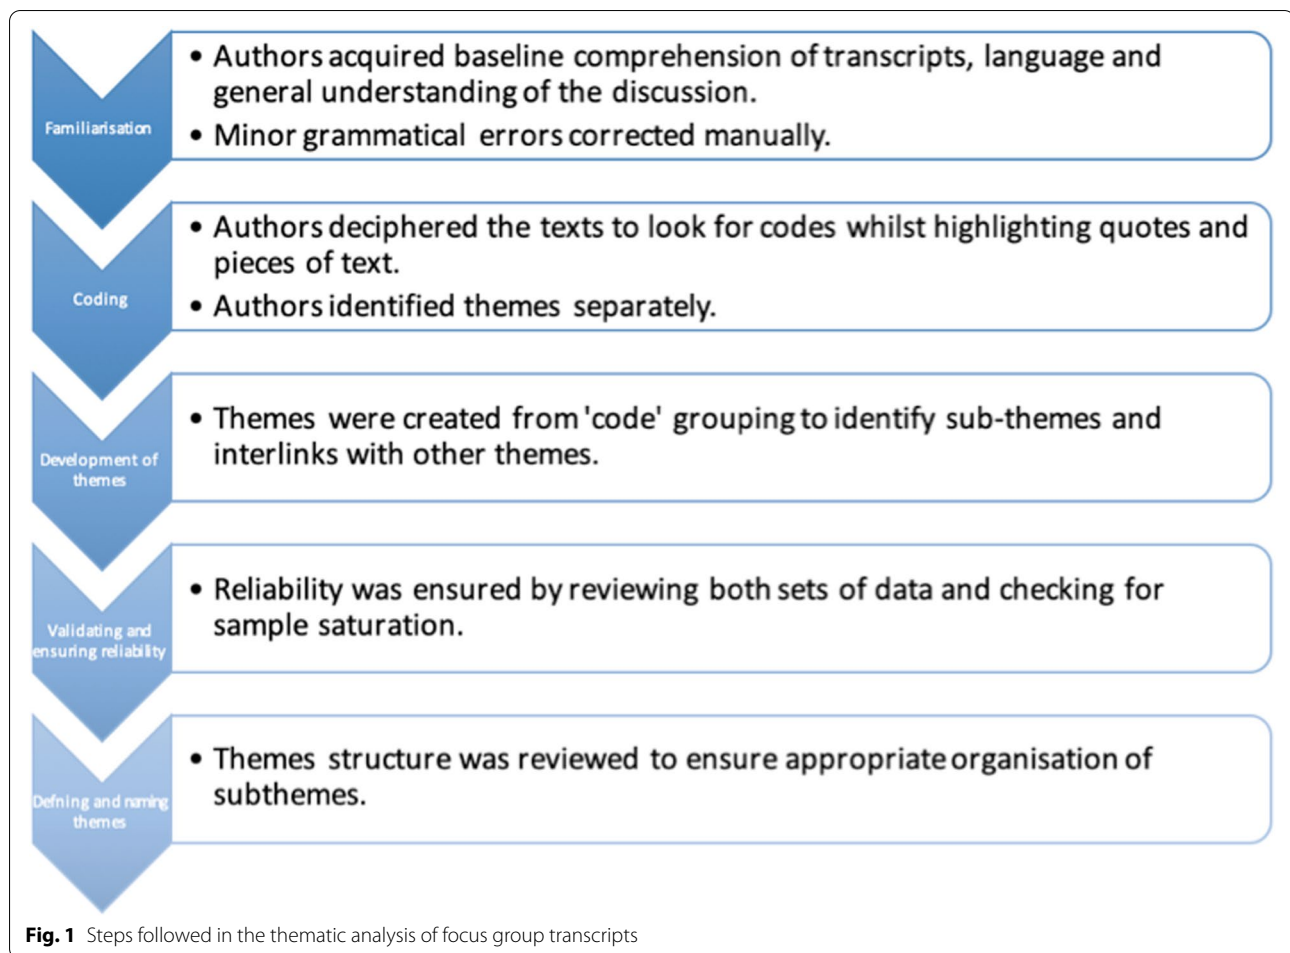 Familiarisation
• Authors acquired baseline comprehension of transcripts, language and
general understanding of the discussion.
• Minor grammatical errors corrected manually.
Coding
• Authors deciphered the texts to look for codes whilst highlighting quotes and
pieces of text.
• Authors identified themes separately.
Development of
themes
• Themes were created from 'code' grouping to identify sub-themes and
interlinks with other themes.
Validating and
ensuring reliability
• Reliability was ensured by reviewing both sets of data and checking for
sample saturation.
Defning and naming
themes
• Themes structure was reviewed to ensure appropriate organisation of
subthemes.
Fig. 1 Steps followed in the thematic analysis of focus group transcripts